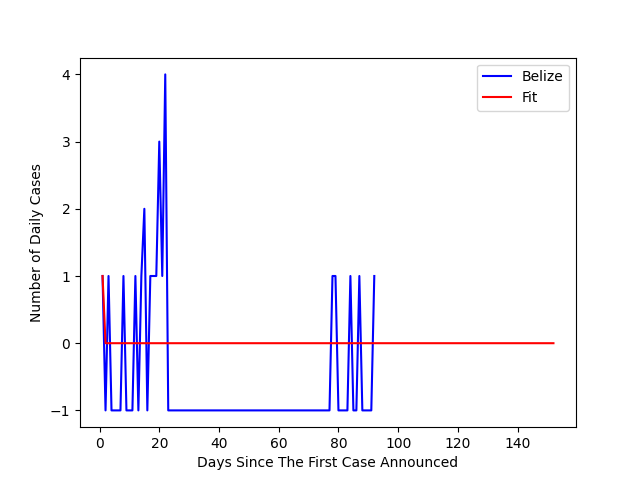 Belize
Fit
4
3
2
1
0
−1
Number of Daily Cases
0 20 40 60 80 100 120 140
Days Since The First Case Announced